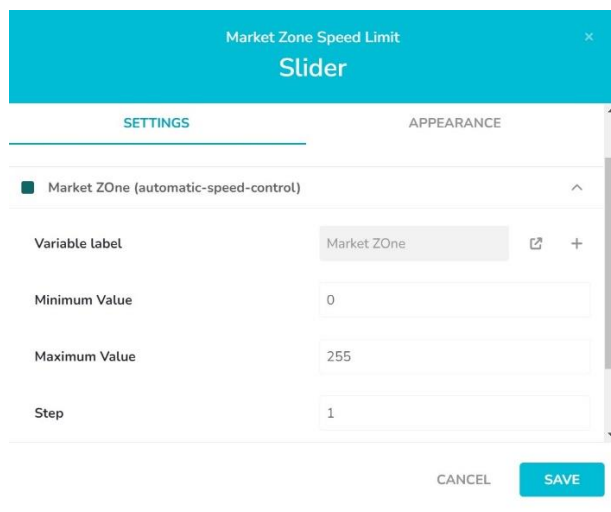 Market Zone Speed Limit
×
Slider
SETTINGS APPEARANCE
Market ZOne (automatic-speed-control)
Variable label Market ZOne +
Minimum Value 0
Maximum Value 255
Step 1
CANCEL SAVE